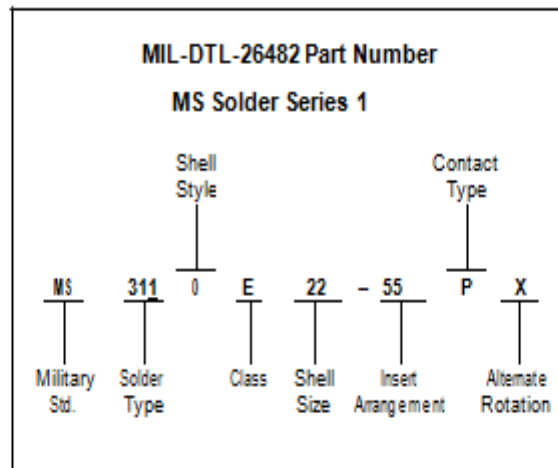 MIL-DTL-26482 Part Number
MS Solder Series 1
Shell Style
Contact Type
MS 311 0 E 22 – 55 P X
Military Std.
Solder Type
Class
Shell Size
Insert Arrangement
Alternate Rotation